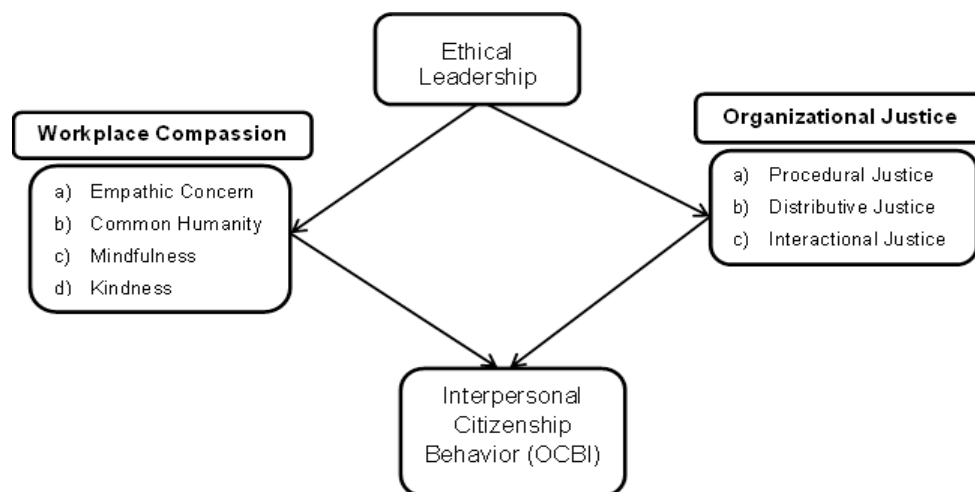 Ethical
Leadership
Workplace Compassion
a) Empathic Concern
b) Common Humanity
c) Mindfulness
d) Kindness
Organizational Justice
a) Procedural Justice
b) Distributive Justice
c) Interactional Justice
Interpersonal
Citizenship
Behavior (OCBI)